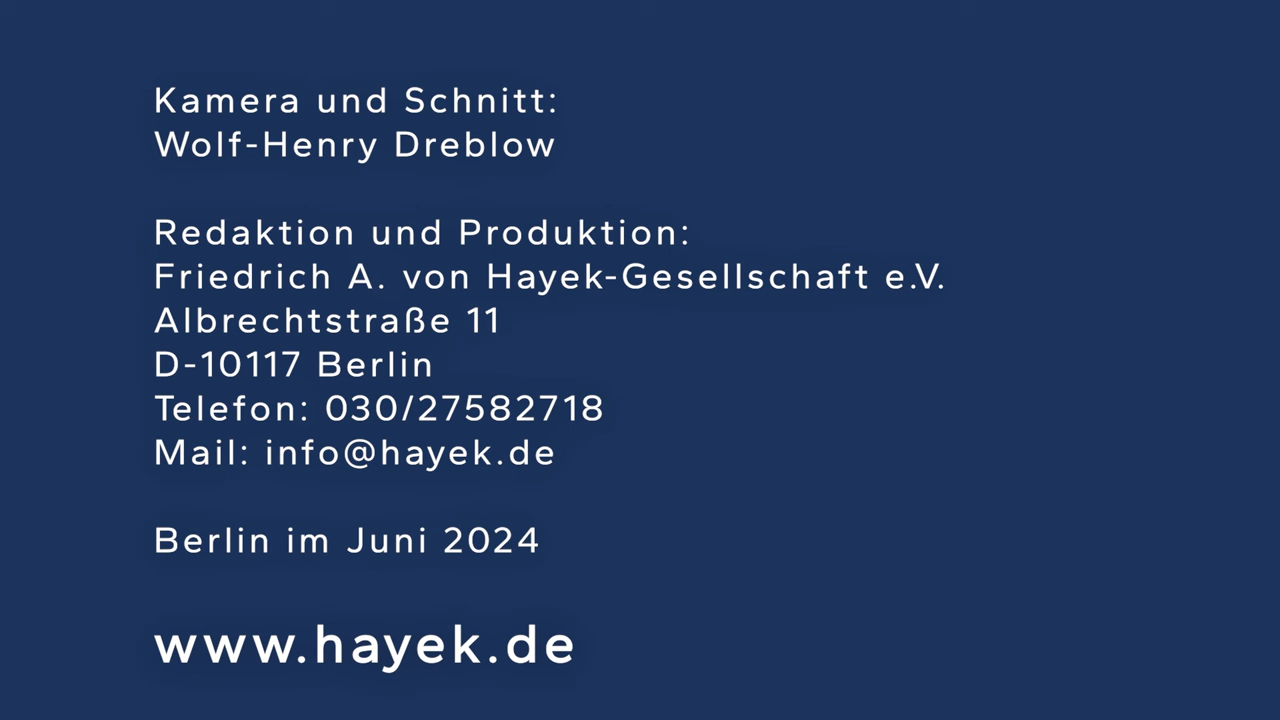 Kamera und Schnitt:
Wolf-Henry Dreblow
Redaktion und Produktion:
Friedrich A. von Hayek-Gesellschaft e.V.
Albrechtstraße 11
D-10117 Berlin
Telefon: 030/27582718
Mail: info@hayek.de
Berlin im Juni 2024
www.hayek.de